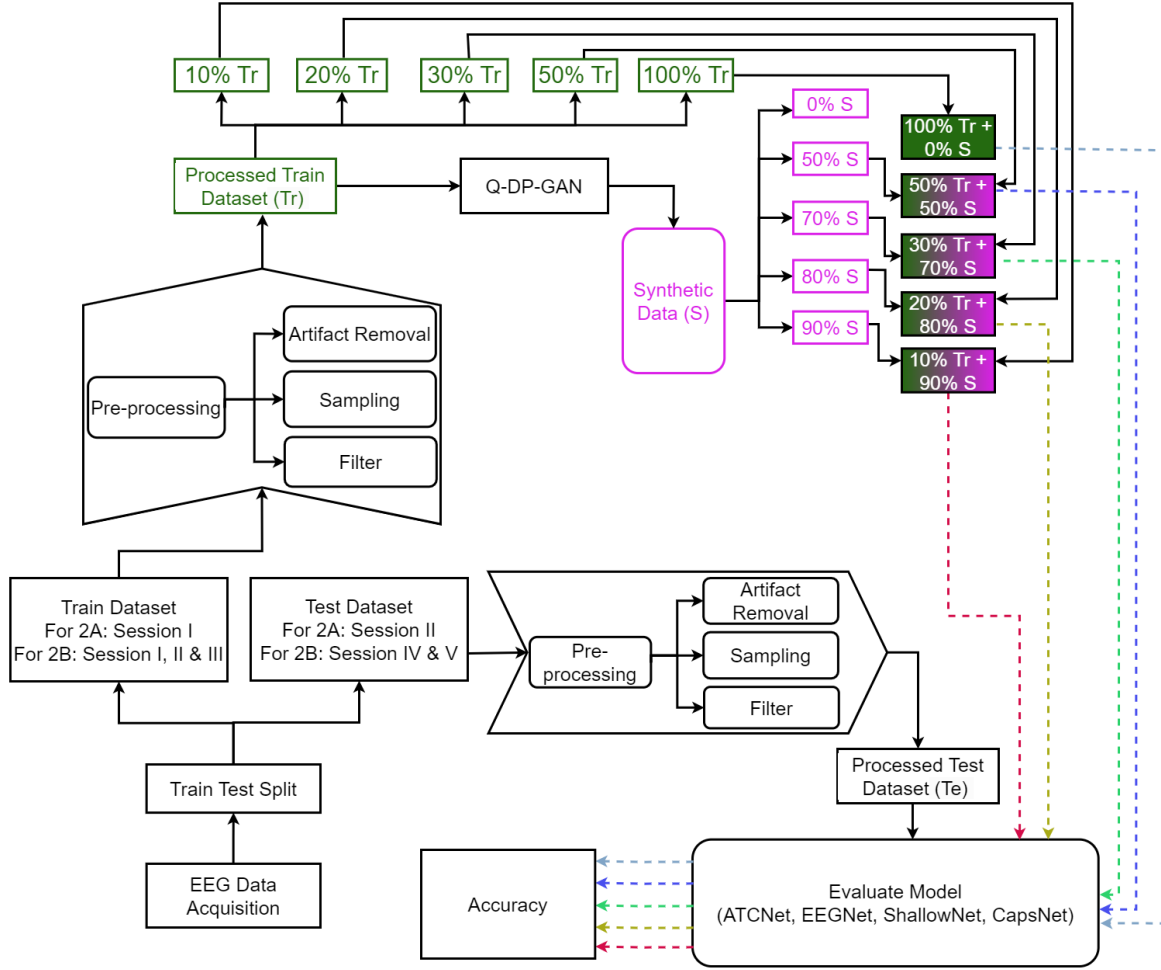 10% Tr
20% Tr
30% Tr
50% Tr
100% Tr
0% S
50% S
70% S
80% S
90% S
100% Tr +
0% S
50% Tr +
50% S
30% Tr +
70% S
20% Tr +
80% S
10% Tr +
90% S
Processed Train
Dataset (Tr)
Q-DP-GAN
Synthetic
Data (S)
Pre-processing
Artifact Removal
Sampling
Filter
Train Dataset
For 2A: Session I
For 2B: Session I, II & III
Test Dataset
For 2A: Session II
For 2B: Session IV & V
Pre-
processing
Artifact
Removal
Sampling
Filter
Train Test Split
EEG Data
Acquisition
Processed Test
Dataset (Te)
Accuracy
Evaluate Model
(ATCNet, EEGNet, ShallowNet, CapsNet)